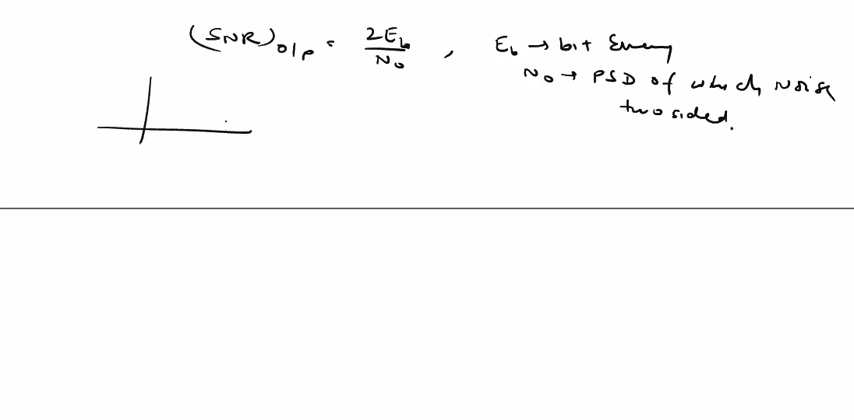 (SNR)o/p = 2Eb/No , Eb → bit Energy
No → PSD of which Noise
two sided.